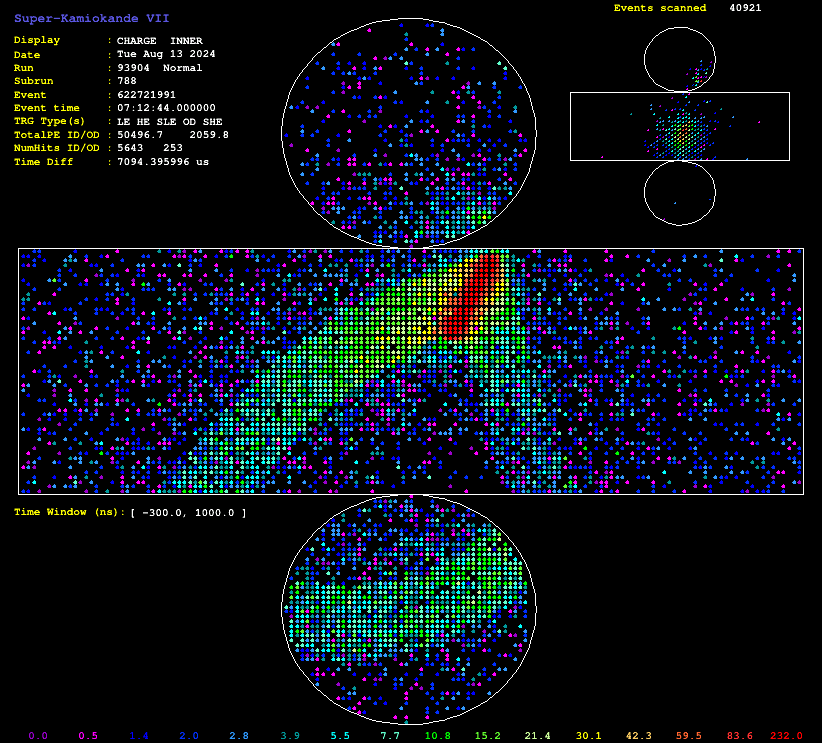 Super-Kamiokande VII
Events scanned 40921
Display : CHARGE INNER
Date : Tue Aug 13 2024
Run : 93904 Normal
Subrun : 788
Event : 622721991
Event time : 07:12:44.000000
TRG Type(s) : LE HE SLE OD SHE
TotalPE ID/OD : 50496.7 2059.8
NumHits ID/OD : 5643 253
Time Diff : 7094.395996 us
Time Window (ns): [ -300.0, 1000.0 ]
0.0 0.5 1.4 2.0 2.8 3.9 5.5 7.7 10.8 15.2 21.4 30.1 42.3 59.5 83.6 232.0